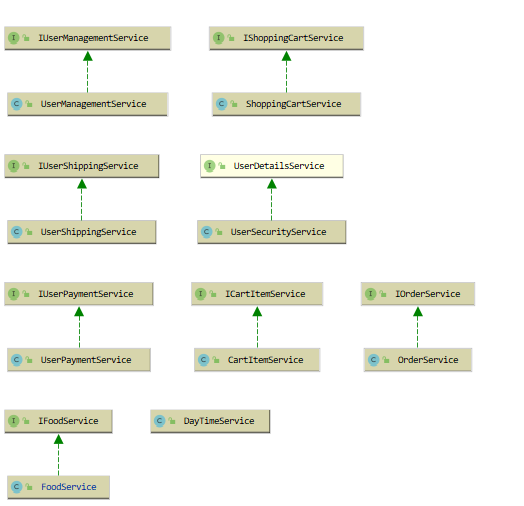 I IUserManagementService
I IShoppingCartService
C UserManagementService
C ShoppingCartService
I IUserShippingService
I UserDetailsService
C UserShippingService
C UserSecurityService
I IUserPaymentService
I ICartItemService
I IOrderService
C UserPaymentService
C CartItemService
C OrderService
I IFoodService
C DayTimeService
C FoodService